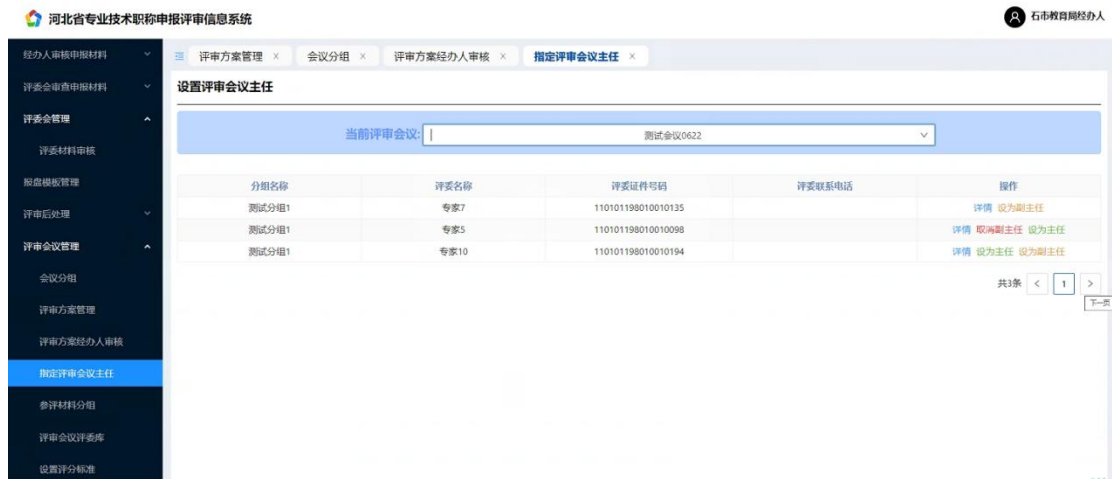 河北省专业技术职称申报评审信息系统
石市教育局经办人
经办人审核申报材料
评委会审查申报材料
评委会管理
评委材料审核
报盘模板管理
评审后处理
评审会议管理
会议分组
评审方案管理
评审方案经办人审核
指定评审会议主任
参评材料分组
评审会议评委库
设置评分标准
评审方案管理 × 会议分组 × 评审方案经办人审核 × 指定评审会议主任 ×
设置评审会议主任
当前评审会议: 测试会议0622
分组名称 评委名称 评委证件号码 评委联系电话 操作
测试分组1 专家7 110101198010010135 详情 设为副主任
测试分组1 专家5 110101198010010098 详情 取消副主任 设为主任
测试分组1 专家10 110101198010010194 详情 设为主任 设为副主任
共3条 < 1 >
下一页